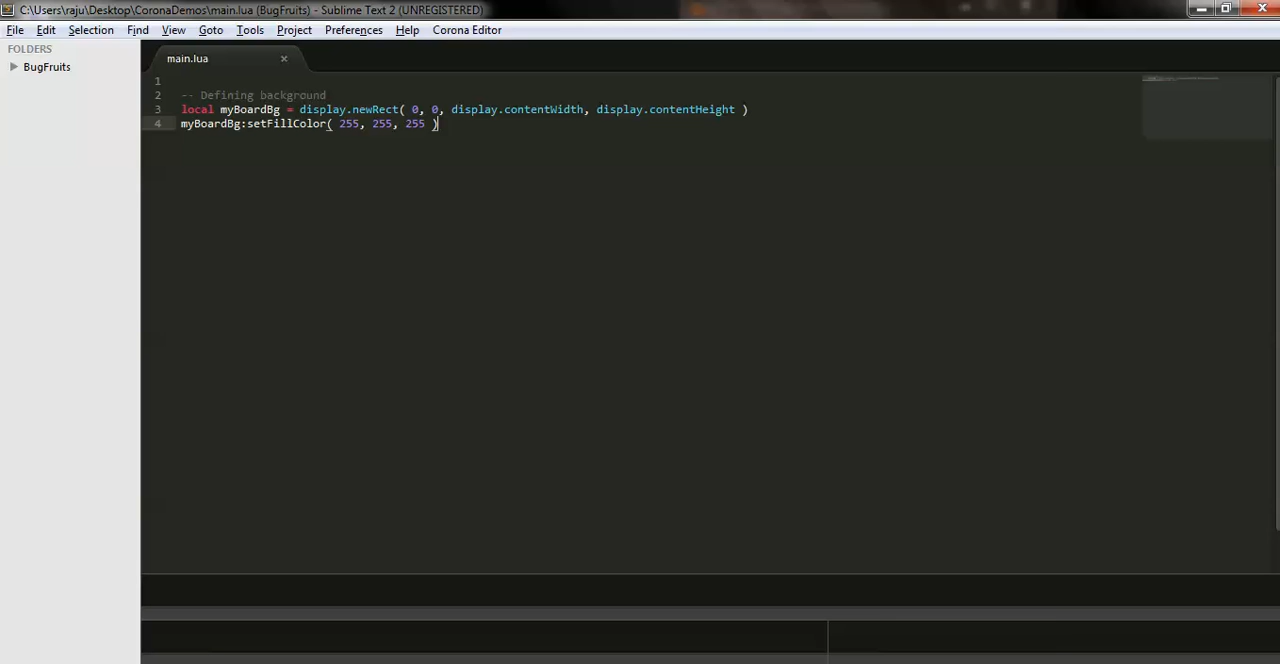 C:\Users\raju\Desktop\CoronaDemos\main.lua (BugFruits) - Sublime Text 2 (UNREGISTERED)
File Edit Selection Find View Goto Tools Project Preferences Help Corona Editor
FOLDERS
BugFruits
main.lua ×
1
2 -- Defining background
3 local myBoardBg = display.newRect( 0, 0, display.contentWidth, display.contentHeight )
4 myBoardBg:setFillColor( 255, 255, 255 )